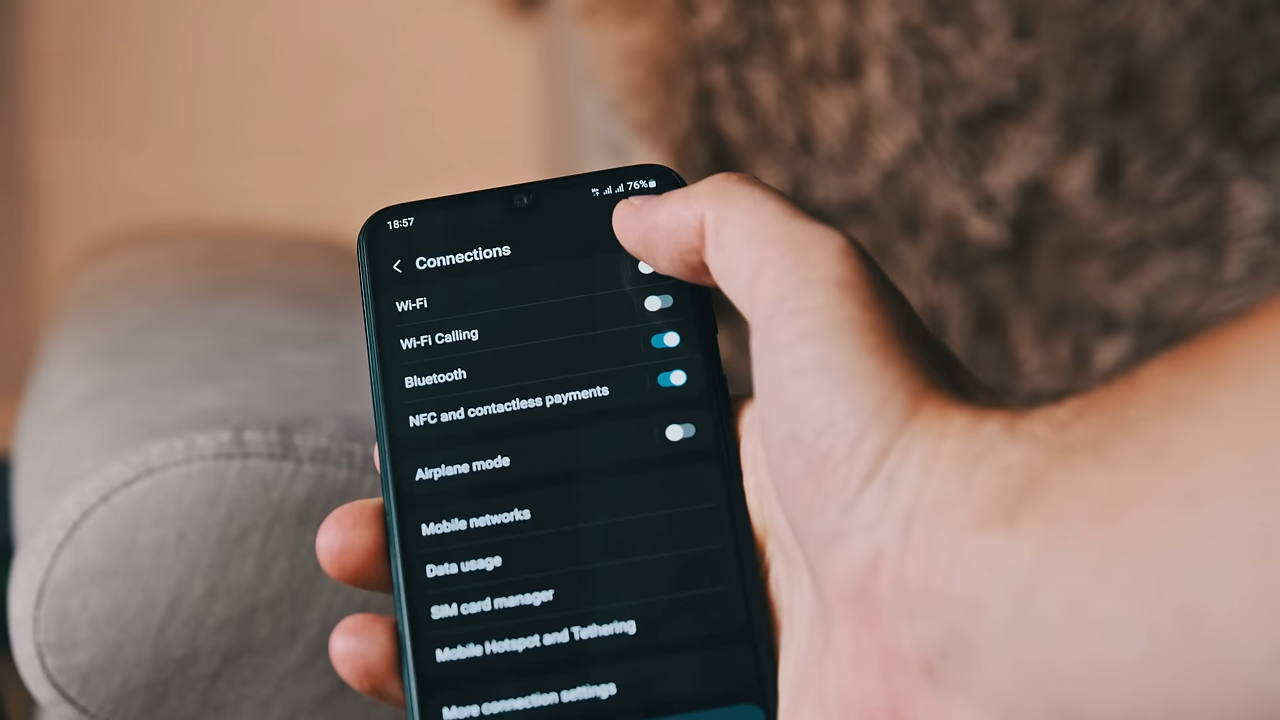 18:57 76%
Connections
Wi-Fi
Wi-Fi Calling
Bluetooth
NFC and contactless payments
Airplane mode
Mobile networks
Data usage
SIM card manager
Mobile Hotspot and Tethering
More connection settings